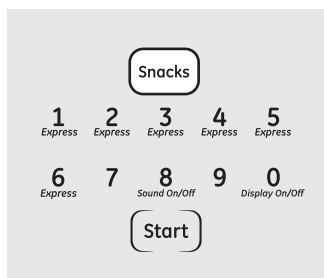 Snacks
1 2 3 4 5
Express Express Express Express Express
6 7 8 9 0
Express Sound On/Off Display On/Off
Start